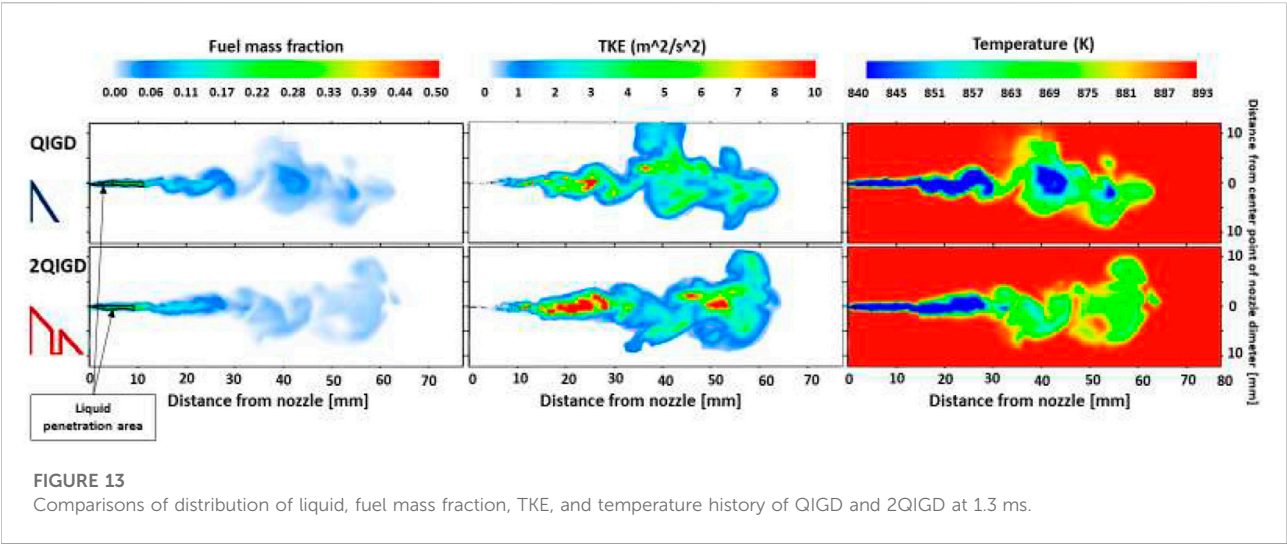 Fuel mass fraction
TKE (m^2/s^2)
Temperature (K)
0.00 0.06 0.11 0.17 0.22 0.28 0.33 0.39 0.44 0.50
0 1 2 3 4 5 6 7 8 10
840 845 851 857 863 869 875 881 887 893
QIGD
2QIGD
10
0
10
10
0
10
Distance from center point of nozzle dimeter [mm]
0 10 20 30 40 50 60 70
0 10 20 30 40 50 60 70
0 10 20 30 40 50 60 70 80
Distance from nozzle [mm]
Distance from nozzle [mm]
Distance from nozzle [mm]
Liquid
penetration area
FIGURE 13
Comparisons of distribution of liquid, fuel mass fraction, TKE, and temperature history of QIGD and 2QIGD at 1.3 ms.